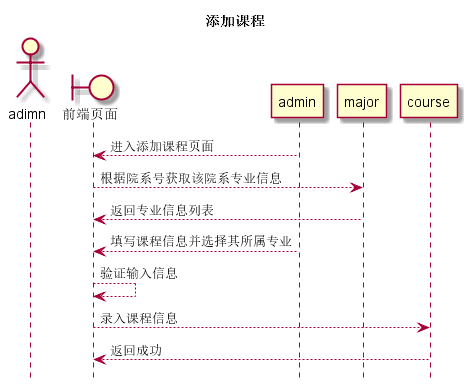 添加课程
adimn
前端页面
admin
major
course
进入添加课程页面
根据院系号获取该院系专业信息
返回专业信息列表
填写课程信息并选择其所属专业
验证输入信息
录入课程信息
返回成功